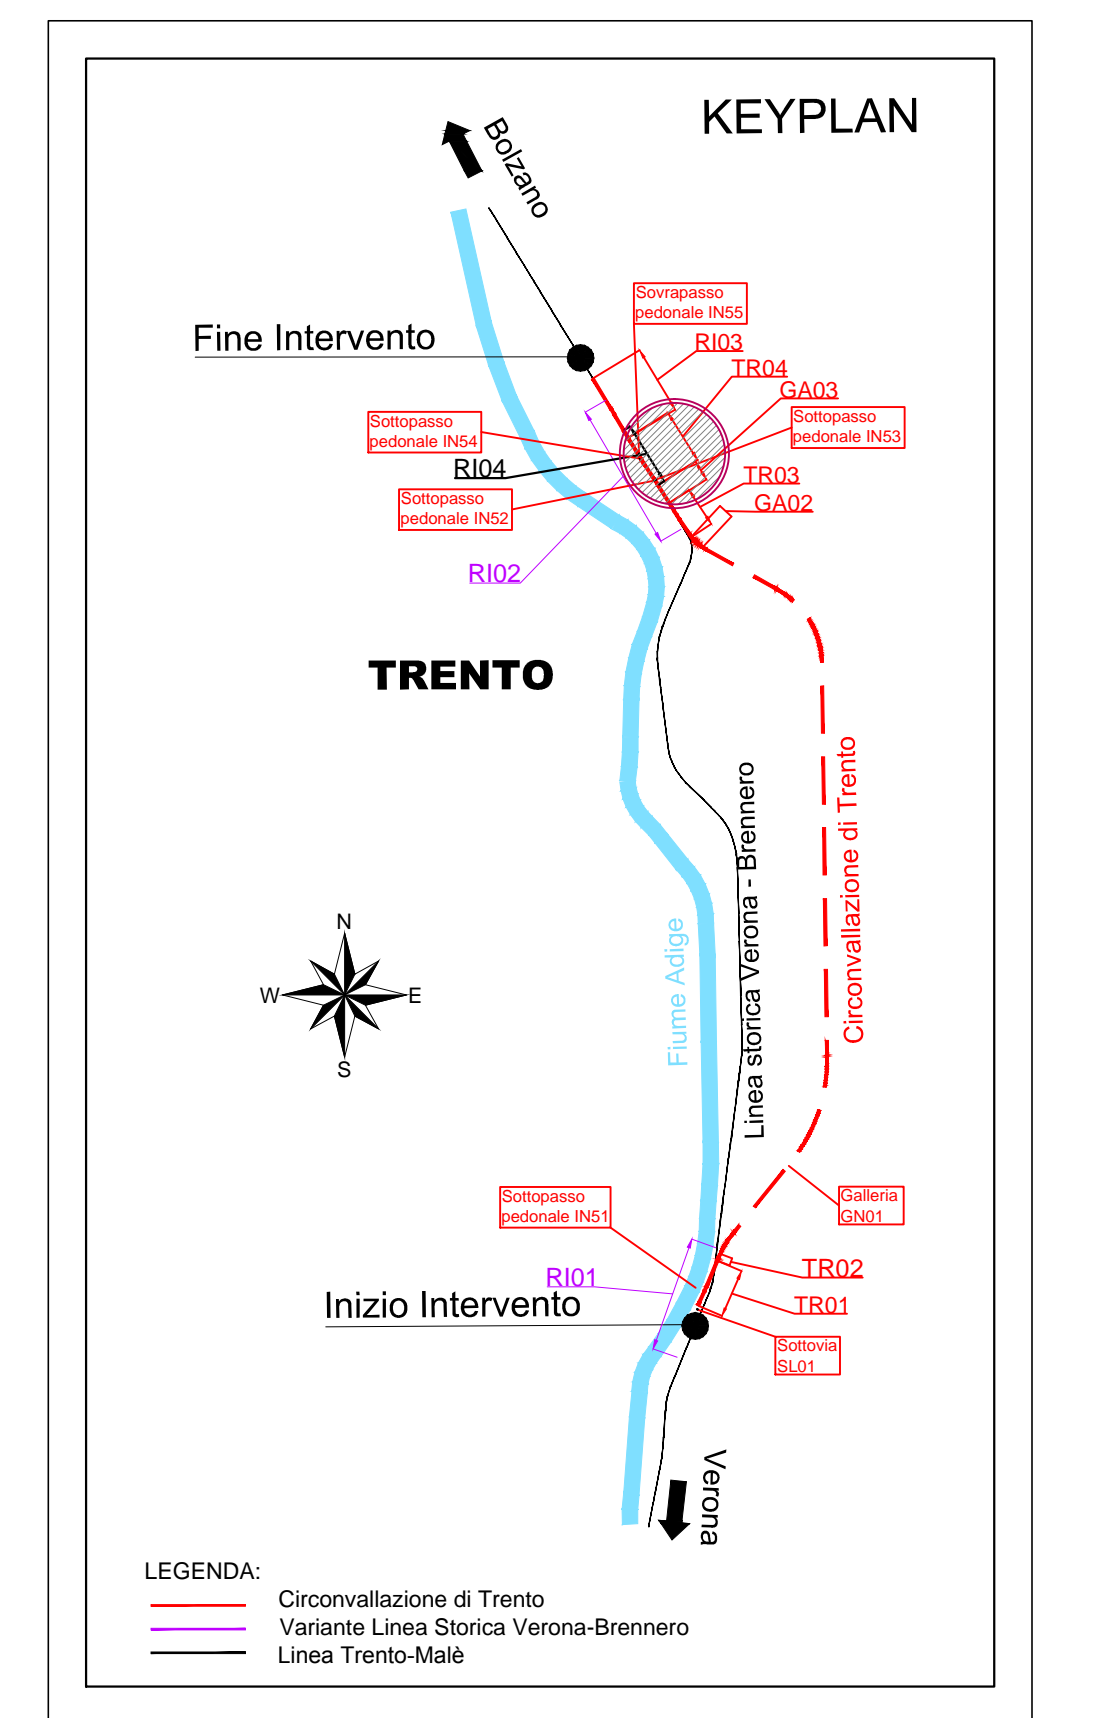 KEYPLAN
Bolzano
Sovrapasso
pedonale IN55
Fine Intervento
RI03
TR04
GA03
Sottopasso
pedonale IN54
Sottopasso
pedonale IN53
RI04
TR03
Sottopasso
pedonale IN52
GA02
RI02
TRENTO
Circonvallazione di Trento
Linea storica Verona - Brennero
Fiume Adige
N
W
E
S
Galleria
GN01
Sottopasso
pedonale IN51
TR02
RI01
Inizio Intervento
TR01
Sottovia
SL01
Verona
LEGENDA:
Circonvallazione di Trento
Variante Linea Storica Verona-Brennero
Linea Trento-Malè